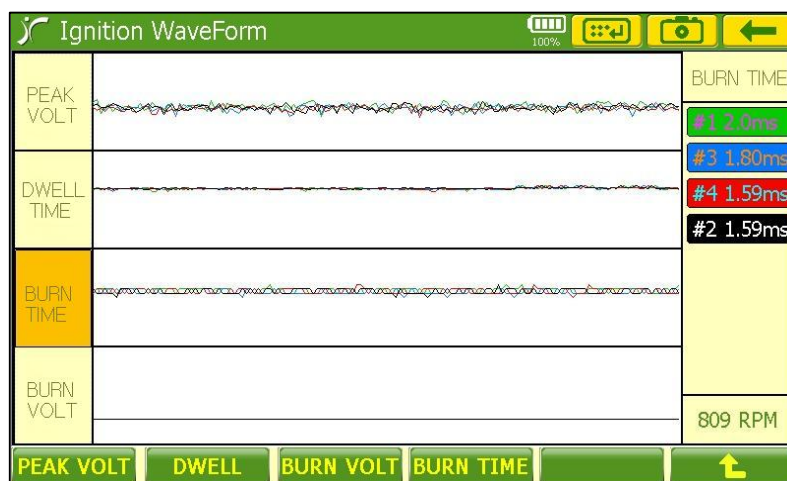 Ignition WaveForm
100%
PEAK
VOLT
DWELL
TIME
BURN
TIME
BURN
VOLT
BURN TIME
#1 2.0ms
#3 1.80ms
#4 1.59ms
#2 1.59ms
809 RPM
PEAK VOLT
DWELL
BURN VOLT
BURN TIME